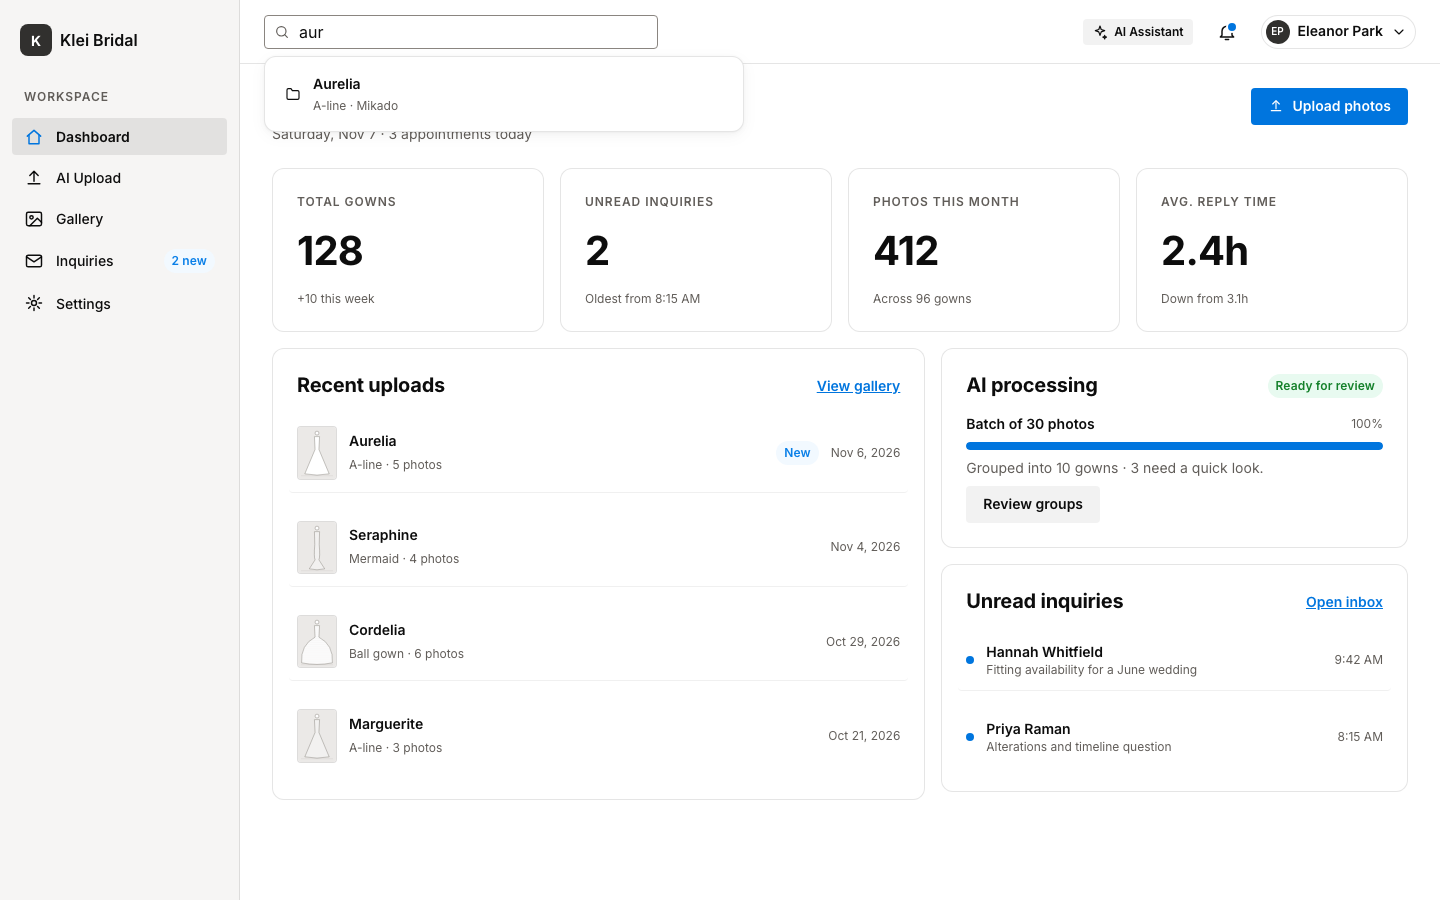 K Klei Bridal
WORKSPACE
Dashboard
AI Upload
Gallery
Inquiries 2 new
Settings
aur
AI Assistant
EP Eleanor Park
Aurelia
A-line · Mikado
Saturday, Nov 7 · 3 appointments today
Upload photos
TOTAL GOWNS
128
+10 this week
UNREAD INQUIRIES
2
Oldest from 8:15 AM
PHOTOS THIS MONTH
412
Across 96 gowns
AVG. REPLY TIME
2.4h
Down from 3.1h
Recent uploads View gallery
Aurelia
A-line · 5 photos
New Nov 6, 2026
Seraphine
Mermaid · 4 photos
Nov 4, 2026
Cordelia
Ball gown · 6 photos
Oct 29, 2026
Marguerite
A-line · 3 photos
Oct 21, 2026
AI processing Ready for review
Batch of 30 photos 100%
Grouped into 10 gowns · 3 need a quick look.
Review groups
Unread inquiries Open inbox
Hannah Whitfield
Fitting availability for a June wedding
9:42 AM
Priya Raman
Alterations and timeline question
8:15 AM